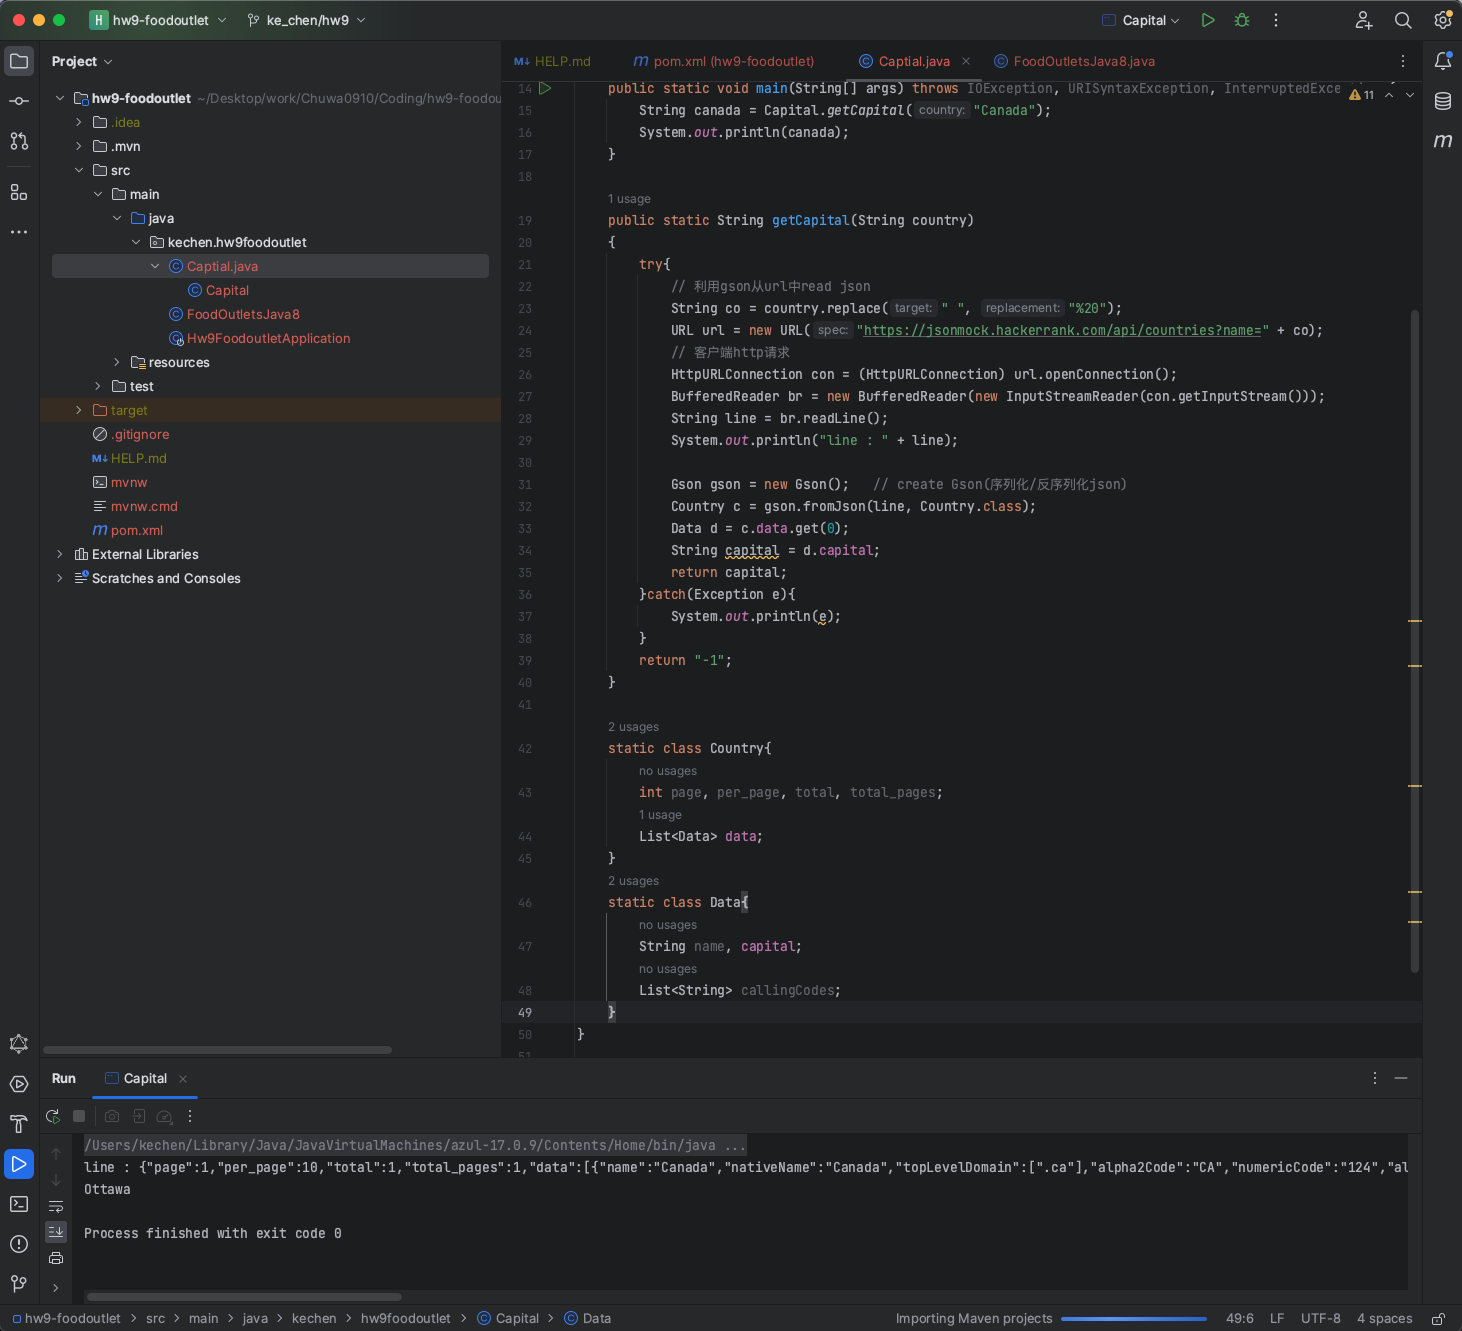 H hw9-foodoutlet ke_chen/hw9 Capital
Project
hw9-foodoutlet ~/Desktop/work/Chuwa0910/Coding/hw9-foodou
.idea
.mvn
src
main
java
kechen.hw9foodoutlet
Captial.java
Capital
FoodOutletsJava8
Hw9FoodoutletApplication
resources
test
target
.gitignore
HELP.md
mvnw
mvnw.cmd
pom.xml
External Libraries
Scratches and Consoles
HELP.md pom.xml (hw9-foodoutlet) Captial.java FoodOutletsJava8.java
11
14 public static void main(String[] args) throws IOException, URISyntaxException, InterruptedExce
15 String canada = Capital.getCapital( country: "Canada");
16 System.out.println(canada);
17 }
18
1 usage
19 public static String getCapital(String country)
20 {
21 try{
22 // 利用gson从url中read json
23 String co = country.replace( target: " ", replacement: "%20");
24 URL url = new URL( spec: "https://jsonmock.hackerrank.com/api/countries?name=" + co);
25 // 客户端http请求
26 HttpURLConnection con = (HttpURLConnection) url.openConnection();
27 BufferedReader br = new BufferedReader(new InputStreamReader(con.getInputStream()));
28 String line = br.readLine();
29 System.out.println("line : " + line);
30
31 Gson gson = new Gson(); // create Gson(序列化/反序列化json)
32 Country c = gson.fromJson(line, Country.class);
33 Data d = c.data.get(0);
34 String capital = d.capital;
35 return capital;
36 }catch(Exception e){
37 System.out.println(e);
38 }
39 return "-1";
40 }
41
2 usages
42 static class Country{
no usages
43 int page, per_page, total, total_pages;
1 usage
44 List<Data> data;
45 }
2 usages
46 static class Data{
no usages
47 String name, capital;
no usages
48 List<String> callingCodes;
49 }
50 }
51
Run Capital
/Users/kechen/Library/Java/JavaVirtualMachines/azul-17.0.9/Contents/Home/bin/java ...
line : {"page":1,"per_page":10,"total":1,"total_pages":1,"data":[{"name":"Canada","nativeName":"Canada","topLevelDomain":[".ca"],"alpha2Code":"CA","numericCode":"124","al
Ottawa
Process finished with exit code 0
hw9-foodoutlet > src > main > java > kechen > hw9foodoutlet > Capital > Data Importing Maven projects 49:6 LF UTF-8 4 spaces